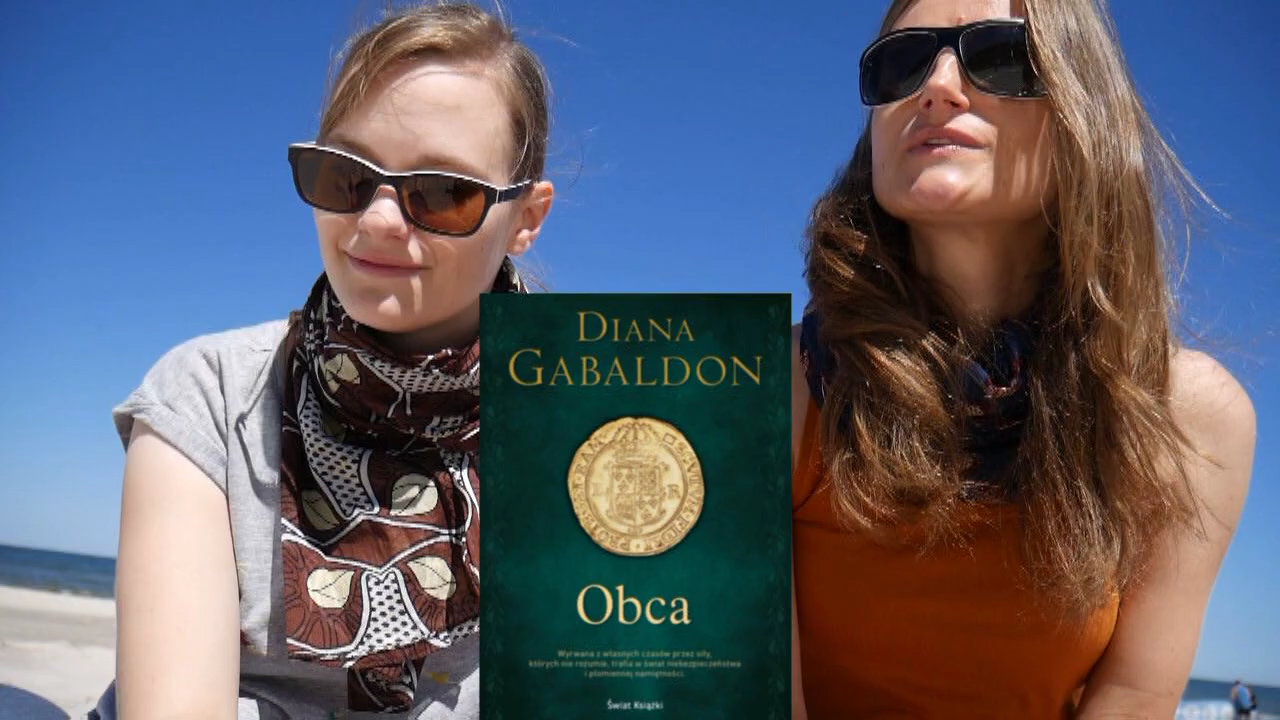 DIANA
GABALDON
Obca
Wyrwana z własnych czasów przez siły,
których nie rozumie, trafia w świat niebezpieczeństwa
i płomiennej namiętności.
Świat Książki